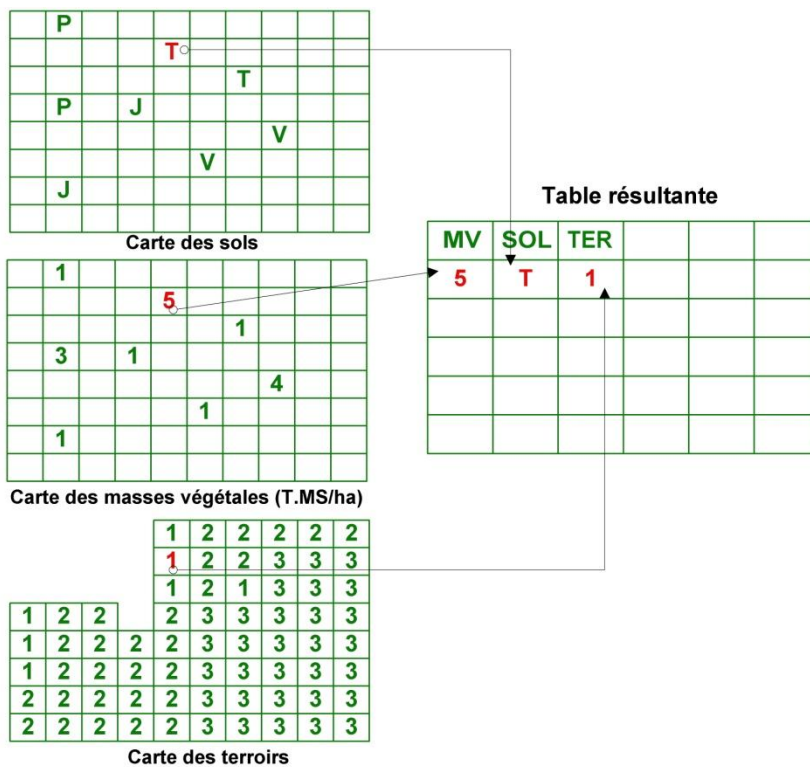 P
T
T
P J
V
V
J
Carte des sols
1
5
1
3 1
4
1
1
Carte des masses végétales (T.MS/ha)
1 2 2 2 2 2
1 2 2 3 3 3
1 2 1 3 3 3
1 2 2 2 3 3 3 3 3
1 2 2 2 2 3 3 3 3 3
1 2 2 2 2 3 3 3 3 3
2 2 2 2 2 3 3 3 3 3
2 2 2 2 2 3 3 3 3 3
Carte des terroirs
Table résultante
MV SOL TER
5 T 1